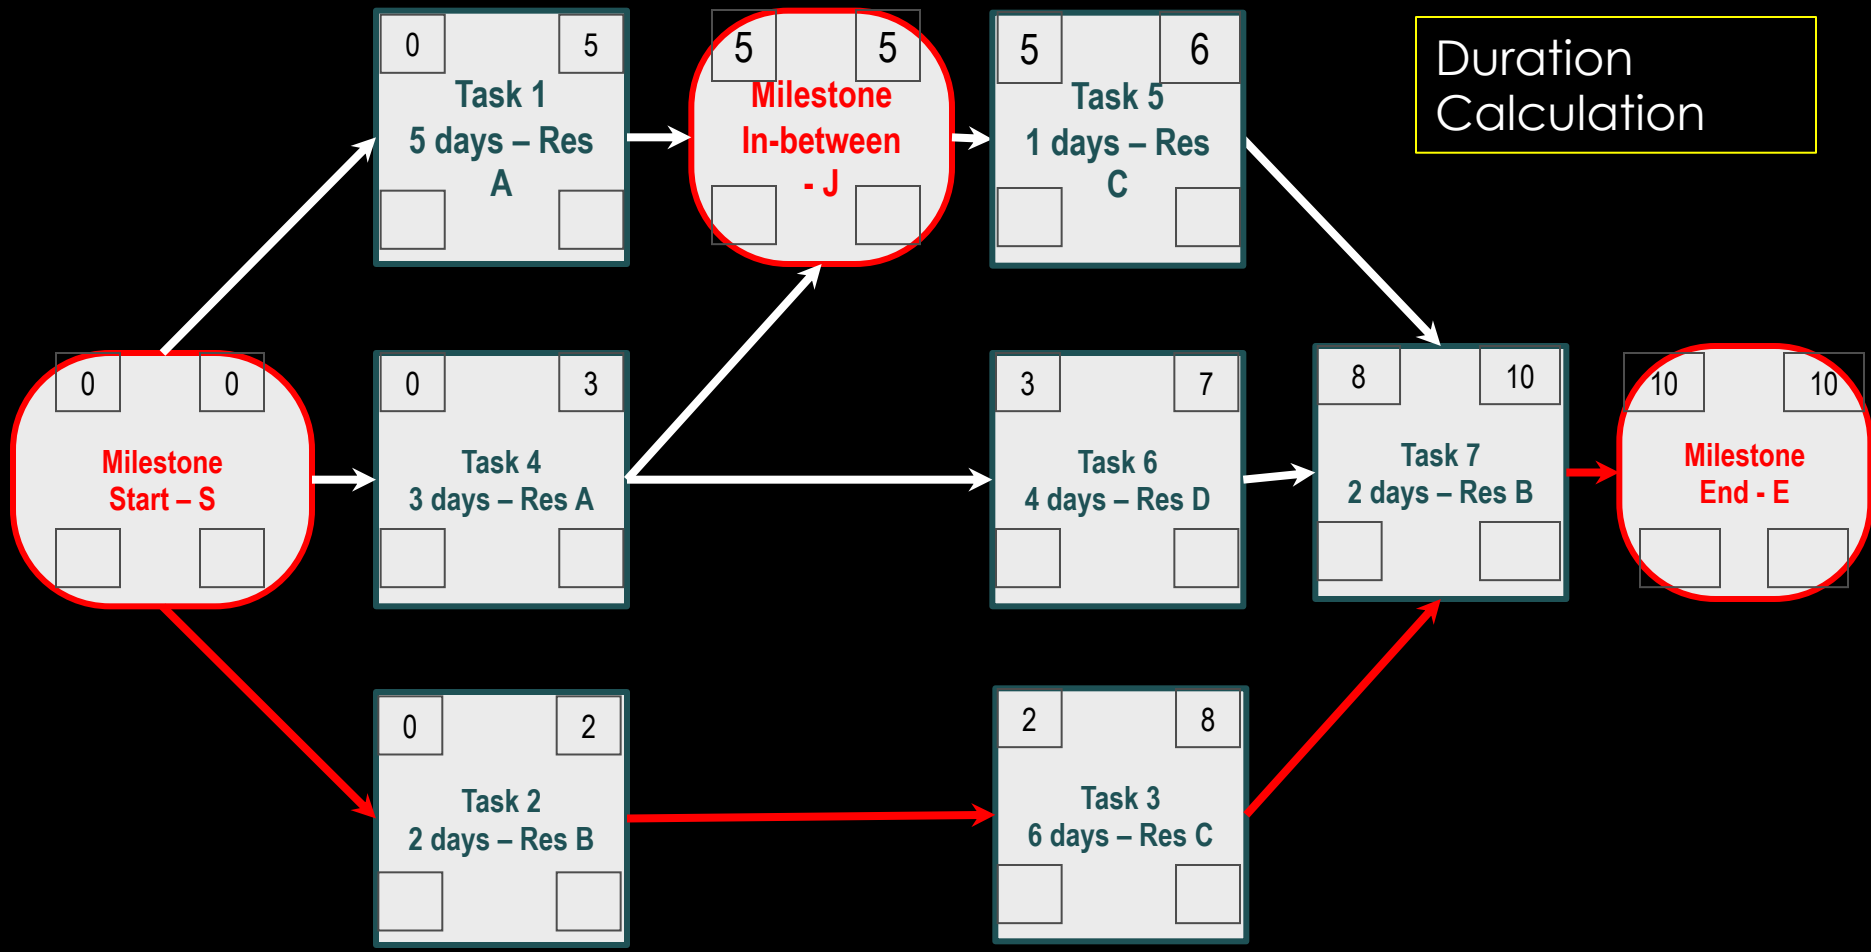 0 5
Task 1
5 days – Res
A
5 5
Milestone
In-between
- J
5 6
Task 5
1 days – Res
C
Duration
Calculation
0 0
Milestone
Start – S
0 3
Task 4
3 days – Res A
3 7
Task 6
4 days – Res D
8 10
Task 7
2 days – Res B
10 10
Milestone
End - E
0 2
Task 2
2 days – Res B
2 8
Task 3
6 days – Res C